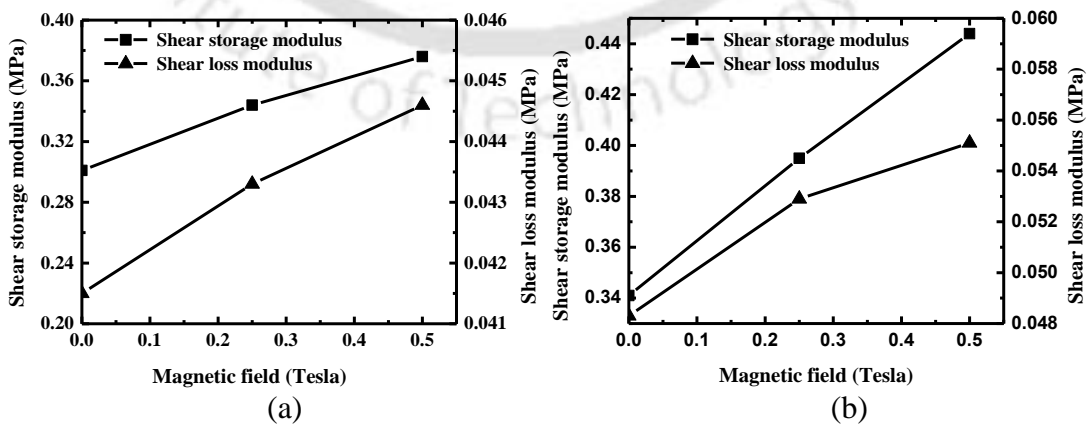 0.40
0.36
0.32
0.28
0.24
0.20
Shear storage modulus (MPa)
Shear storage modulus
Shear loss modulus
0.046
0.045
0.044
0.043
0.042
0.041
Shear loss modulus (MPa)
0.0 0.1 0.2 0.3 0.4 0.5
Magnetic field (Tesla)
(a)
of Technology
0.44
0.42
0.40
0.38
0.36
0.34
Shear storage modulus (MPa)
Shear storage modulus
Shear loss modulus
0.060
0.058
0.056
0.054
0.052
0.050
0.048
Shear loss modulus (MPa)
0.0 0.1 0.2 0.3 0.4 0.5
Magnetic field (Tesla)
(b)